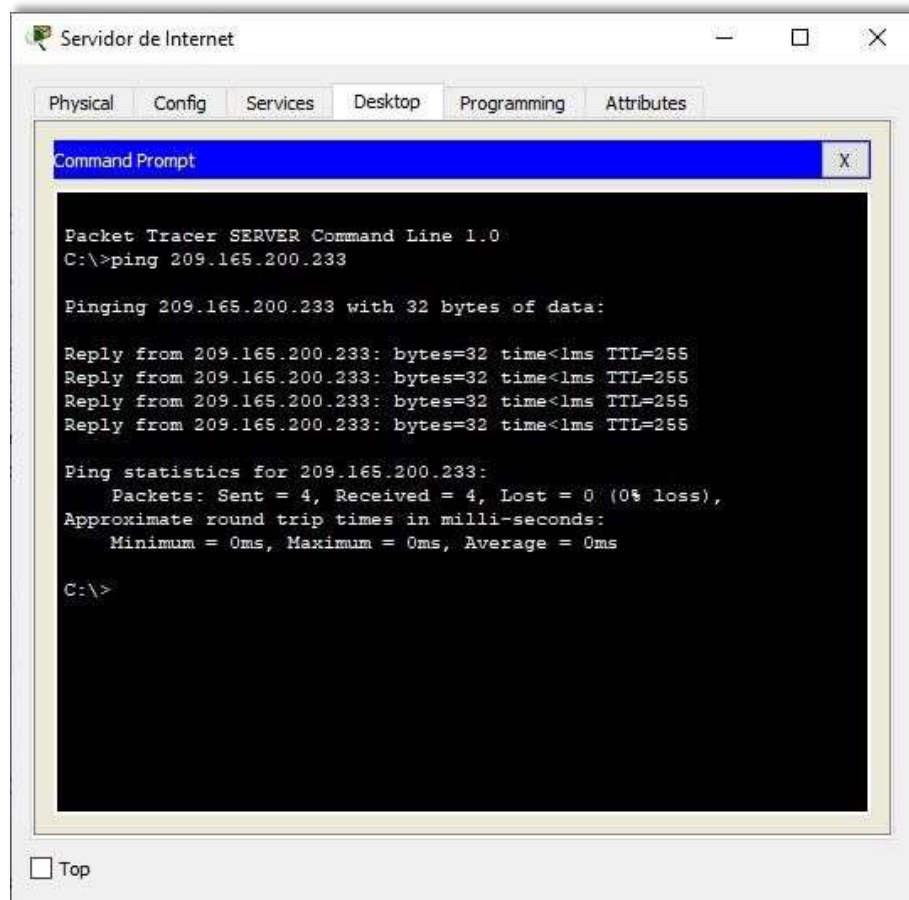 Servidor de Internet
Physical Config Services Desktop Programming Attributes
Command Prompt X
Packet Tracer SERVER Command Line 1.0
C:\>ping 209.165.200.233
Pinging 209.165.200.233 with 32 bytes of data:
Reply from 209.165.200.233: bytes=32 time<1ms TTL=255
Reply from 209.165.200.233: bytes=32 time<1ms TTL=255
Reply from 209.165.200.233: bytes=32 time<1ms TTL=255
Reply from 209.165.200.233: bytes=32 time<1ms TTL=255
Ping statistics for 209.165.200.233:
Packets: Sent = 4, Received = 4, Lost = 0 (0% loss),
Approximate round trip times in milli-seconds:
Minimum = 0ms, Maximum = 0ms, Average = 0ms
C:\>
Top